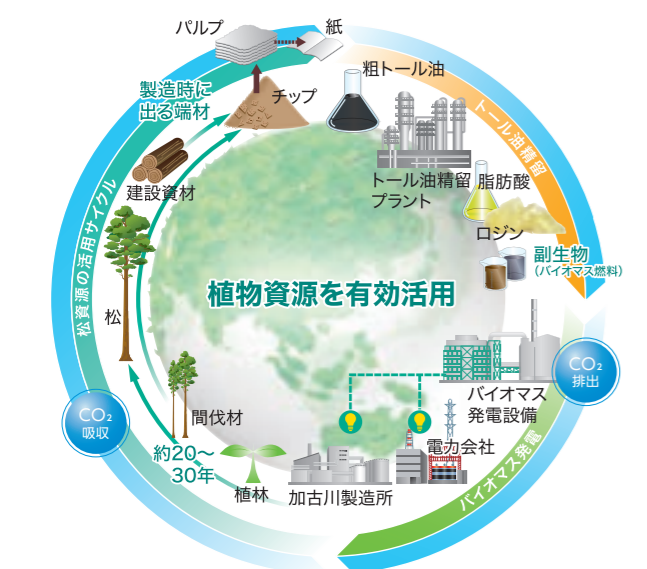 パルプ
紙
粗トール油
製造時に
出る端材
チップ
トール油精留
建設資材
トール油精留
プラント
脂肪酸
ロジン
副生物
（バイオマス燃料）
松資源の活用サイクル
植物資源を有効活用
松
CO₂
排出
バイオマス
発電設備
CO₂
吸収
間伐材
電力会社
約20～
30年
植林
加古川製造所
バイオマス発電